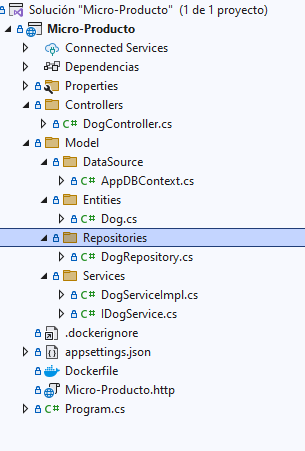 Solución "Micro-Producto" (1 de 1 proyecto)
Micro-Producto
Connected Services
Dependencias
Properties
Controllers
C# DogController.cs
Model
DataSource
C# AppDBContext.cs
Entities
C# Dog.cs
Repositories
C# DogRepository.cs
Services
C# DogServiceImpl.cs
C# IDogService.cs
.dockerignore
appsettings.json
Dockerfile
Micro-Producto.http
C# Program.cs